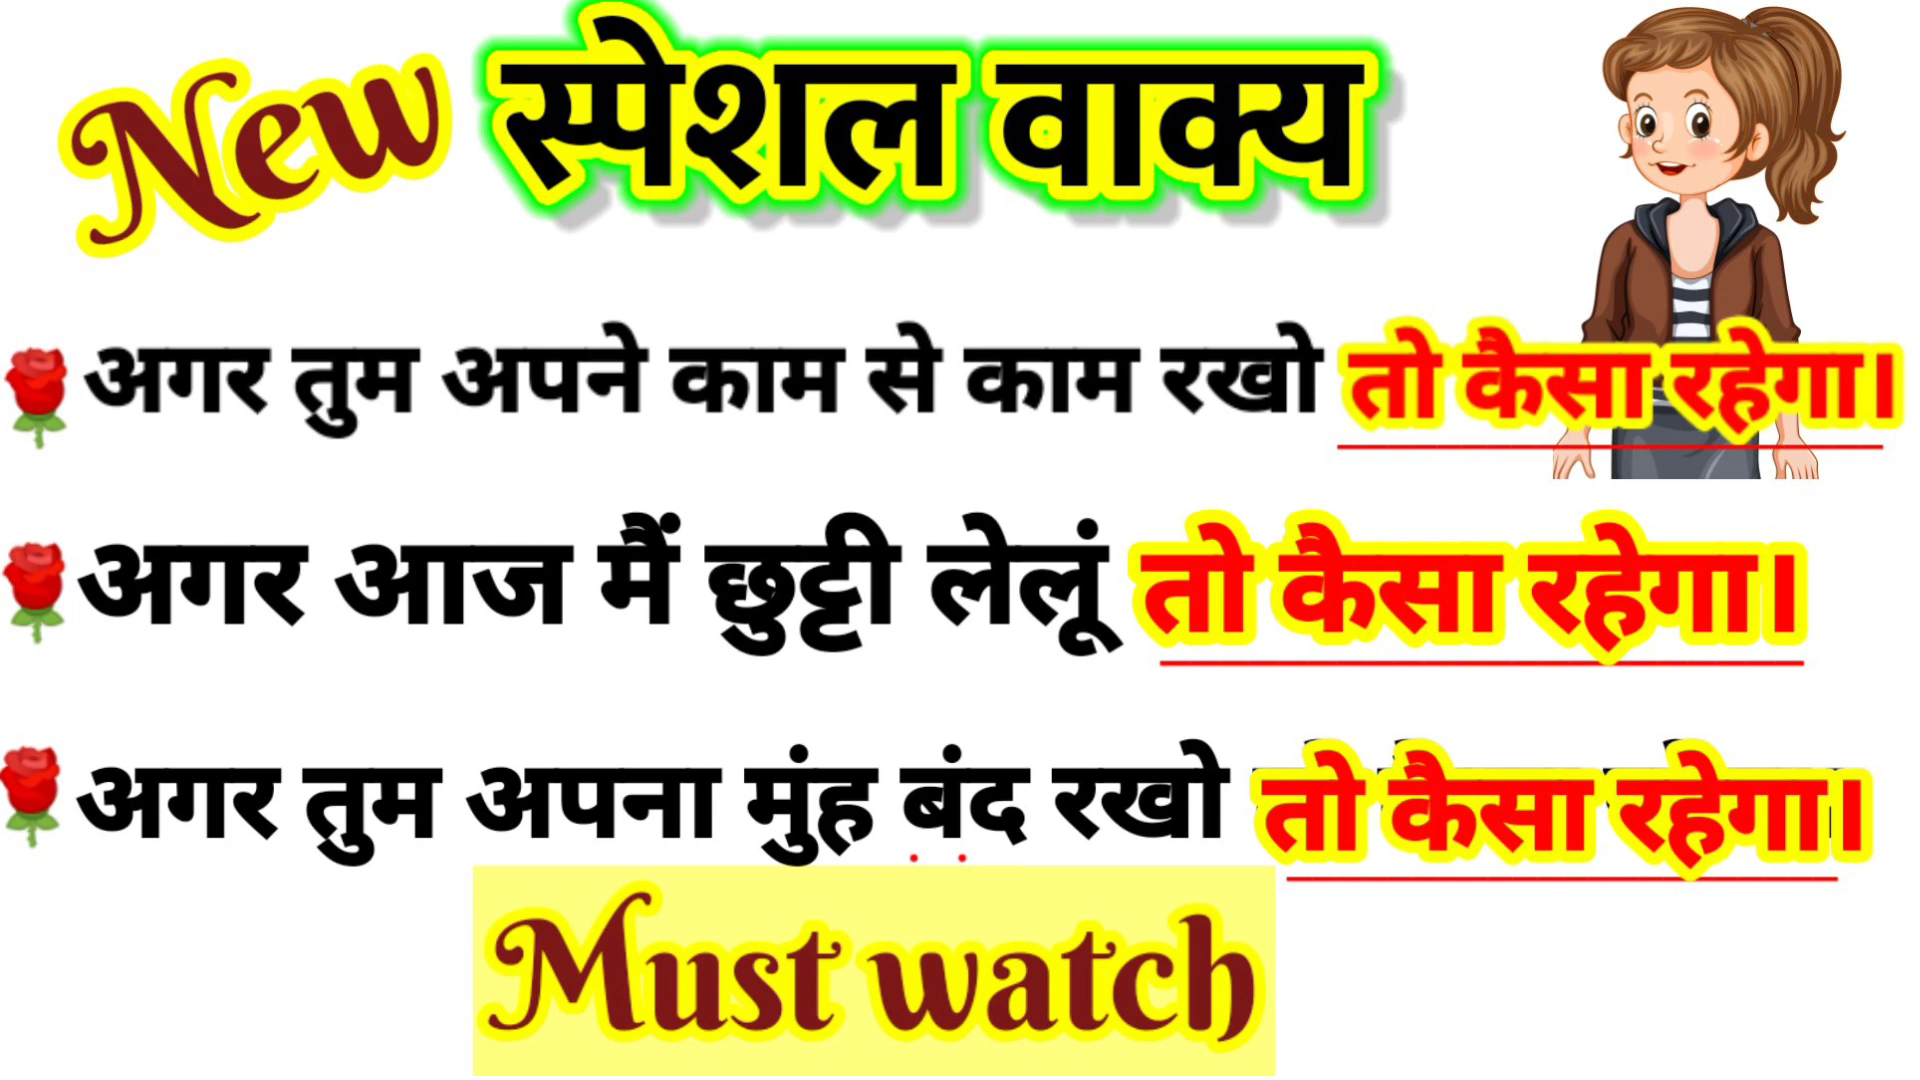 New स्पेशल वाक्य
अगर तुम अपने काम से काम रखो तो कैसा रहेगा।
अगर आज मैं छुट्टी लेलूं तो कैसा रहेगा।
अगर तुम अपना मुंह बंद रखो तो कैसा रहेगा।
Must watch